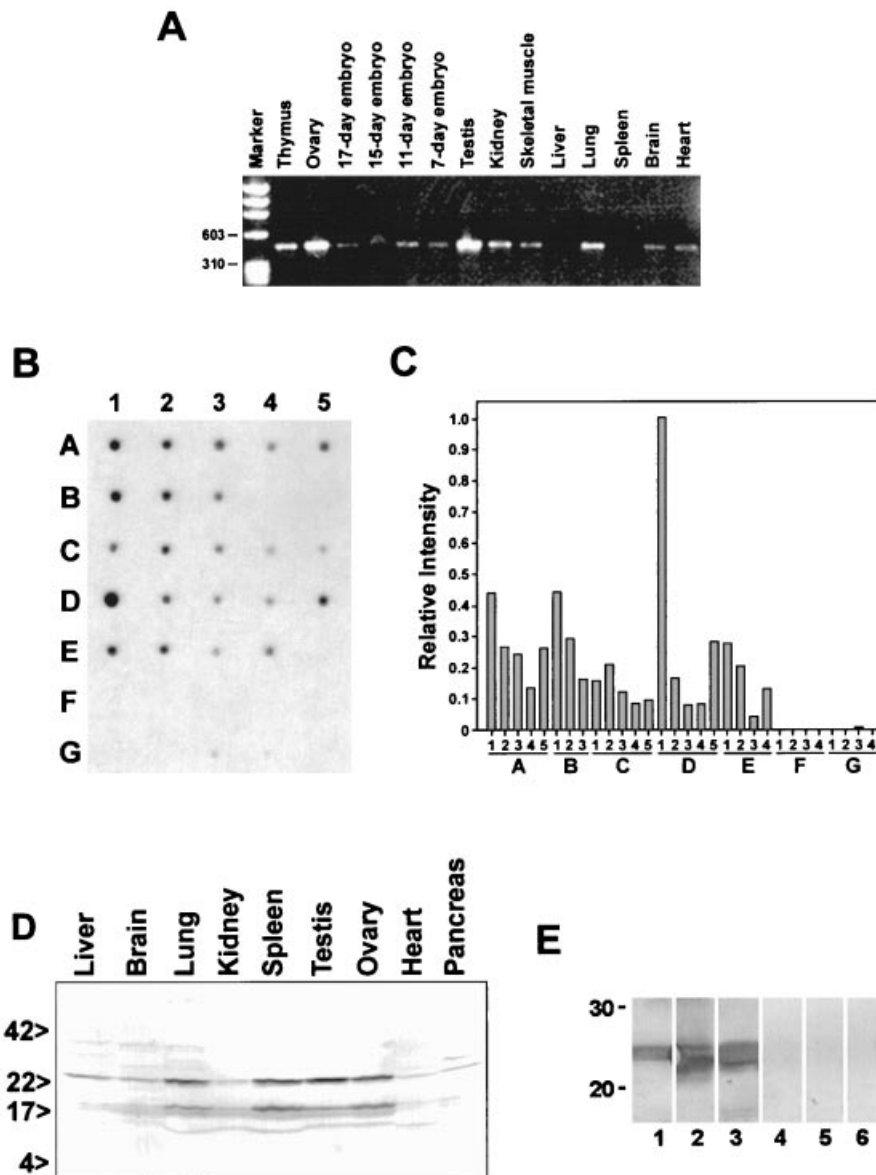 A
Marker
Thymus
Ovary
17-day embryo
15-day embryo
11-day embryo
7-day embryo
Testis
Kidney
Skeletal muscle
Liver
Lung
Spleen
Brain
Heart
603 –
310 –
B
1 2 3 4 5
A
B
C
D
E
F
G
C
Relative Intensity
1.0
0.9
0.8
0.7
0.6
0.5
0.4
0.3
0.2
0.1
0
1 2 3 4 5 1 2 3 1 2 3 4 5 1 2 3 4 5 1 2 3 4 1 2 3 4 1 2 3 4
A B C D E F G
D
Liver
Brain
Lung
Kidney
Spleen
Testis
Ovary
Heart
Pancreas
42>
22>
17>
4>
E
30 -
20 -
1 2 3 4 5 6